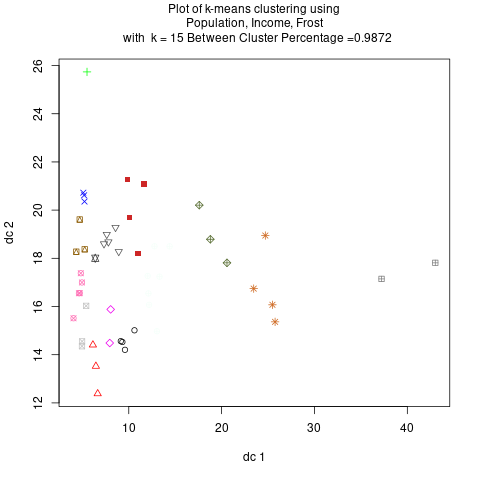 Plot of k-means clustering using
Population, Income, Frost
with k = 15 Between Cluster Percentage =0.9872
26
24
22
20
18
16
14
12
dc 2
10
20
30
40
dc 1